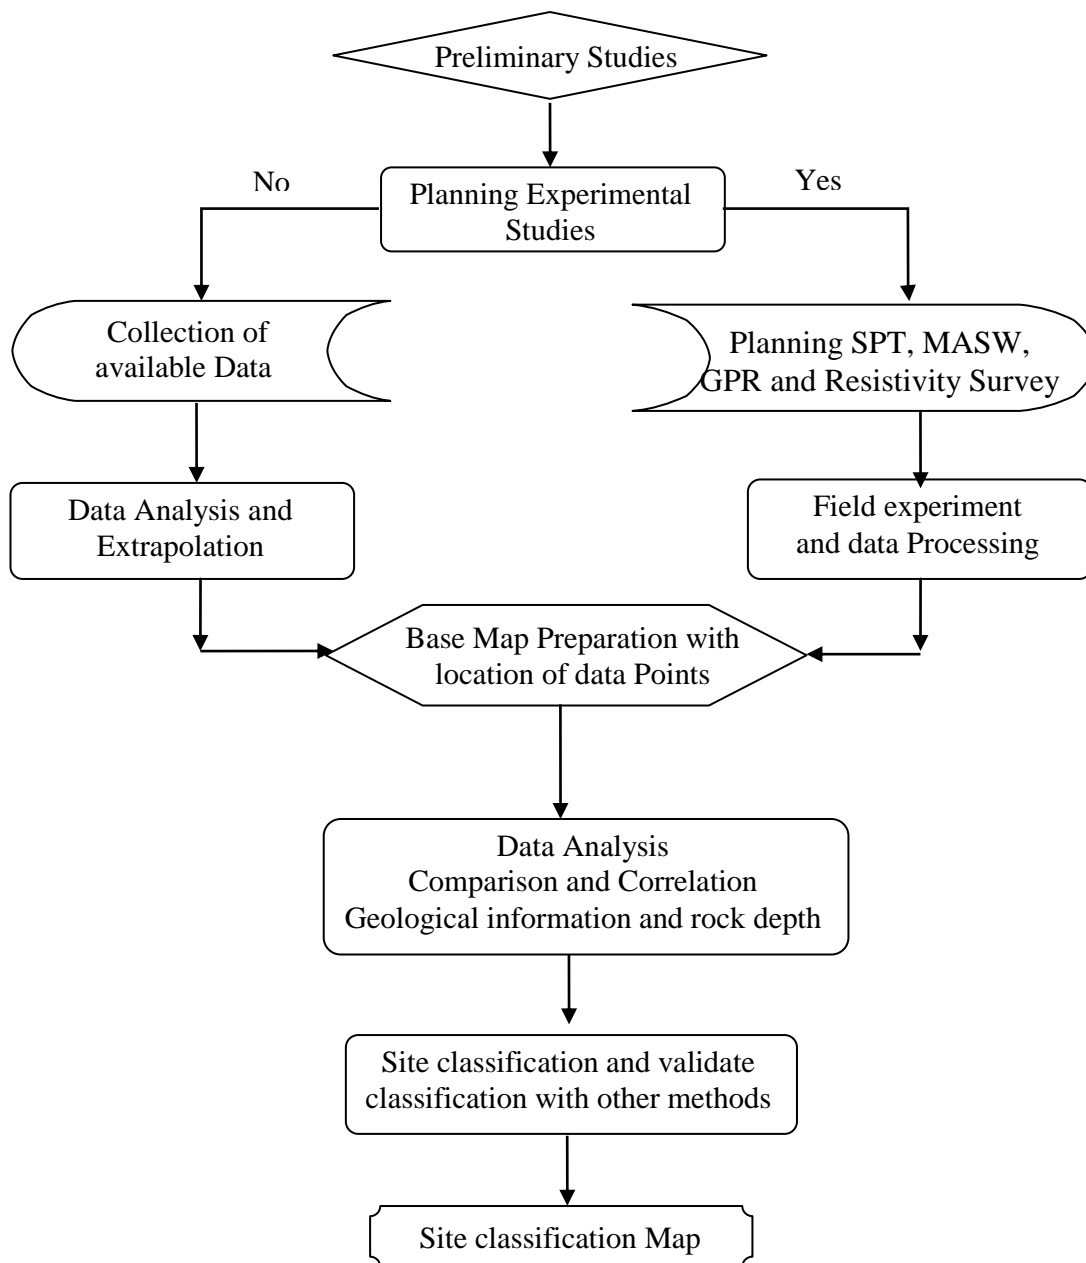 Preliminary Studies
No
Yes
Planning Experimental
Studies
Collection of
available Data
Planning SPT, MASW,
GPR and Resistivity Survey
Data Analysis and
Extrapolation
Field experiment
and data Processing
Base Map Preparation with
location of data Points
Data Analysis
Comparison and Correlation
Geological information and rock depth
Site classification and validate
classification with other methods
Site classification Map